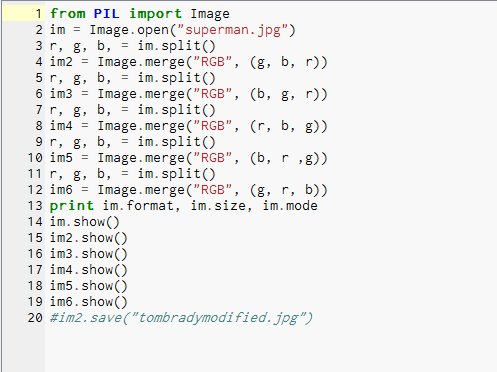 1 from PIL import Image
2 im = Image.open("superman.jpg")
3 r, g, b, = im.split()
4 im2 = Image.merge("RGB", (g, b, r))
5 r, g, b, = im.split()
6 im3 = Image.merge("RGB", (b, g, r))
7 r, g, b, = im.split()
8 im4 = Image.merge("RGB", (r, b, g))
9 r, g, b, = im.split()
10 im5 = Image.merge("RGB", (b, r ,g))
11 r, g, b, = im.split()
12 im6 = Image.merge("RGB", (g, r, b))
13 print im.format, im.size, im.mode
14 im.show()
15 im2.show()
16 im3.show()
17 im4.show()
18 im5.show()
19 im6.show()
20 #im2.save("tombradymodified.jpg")